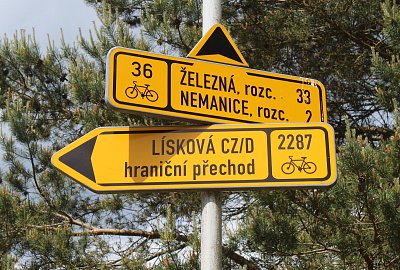 36
ŽELEZNÁ, rozc. 33
NEMANICE, rozc. 2
LÍSKOVÁ CZ/D 2287
hraniční přechod